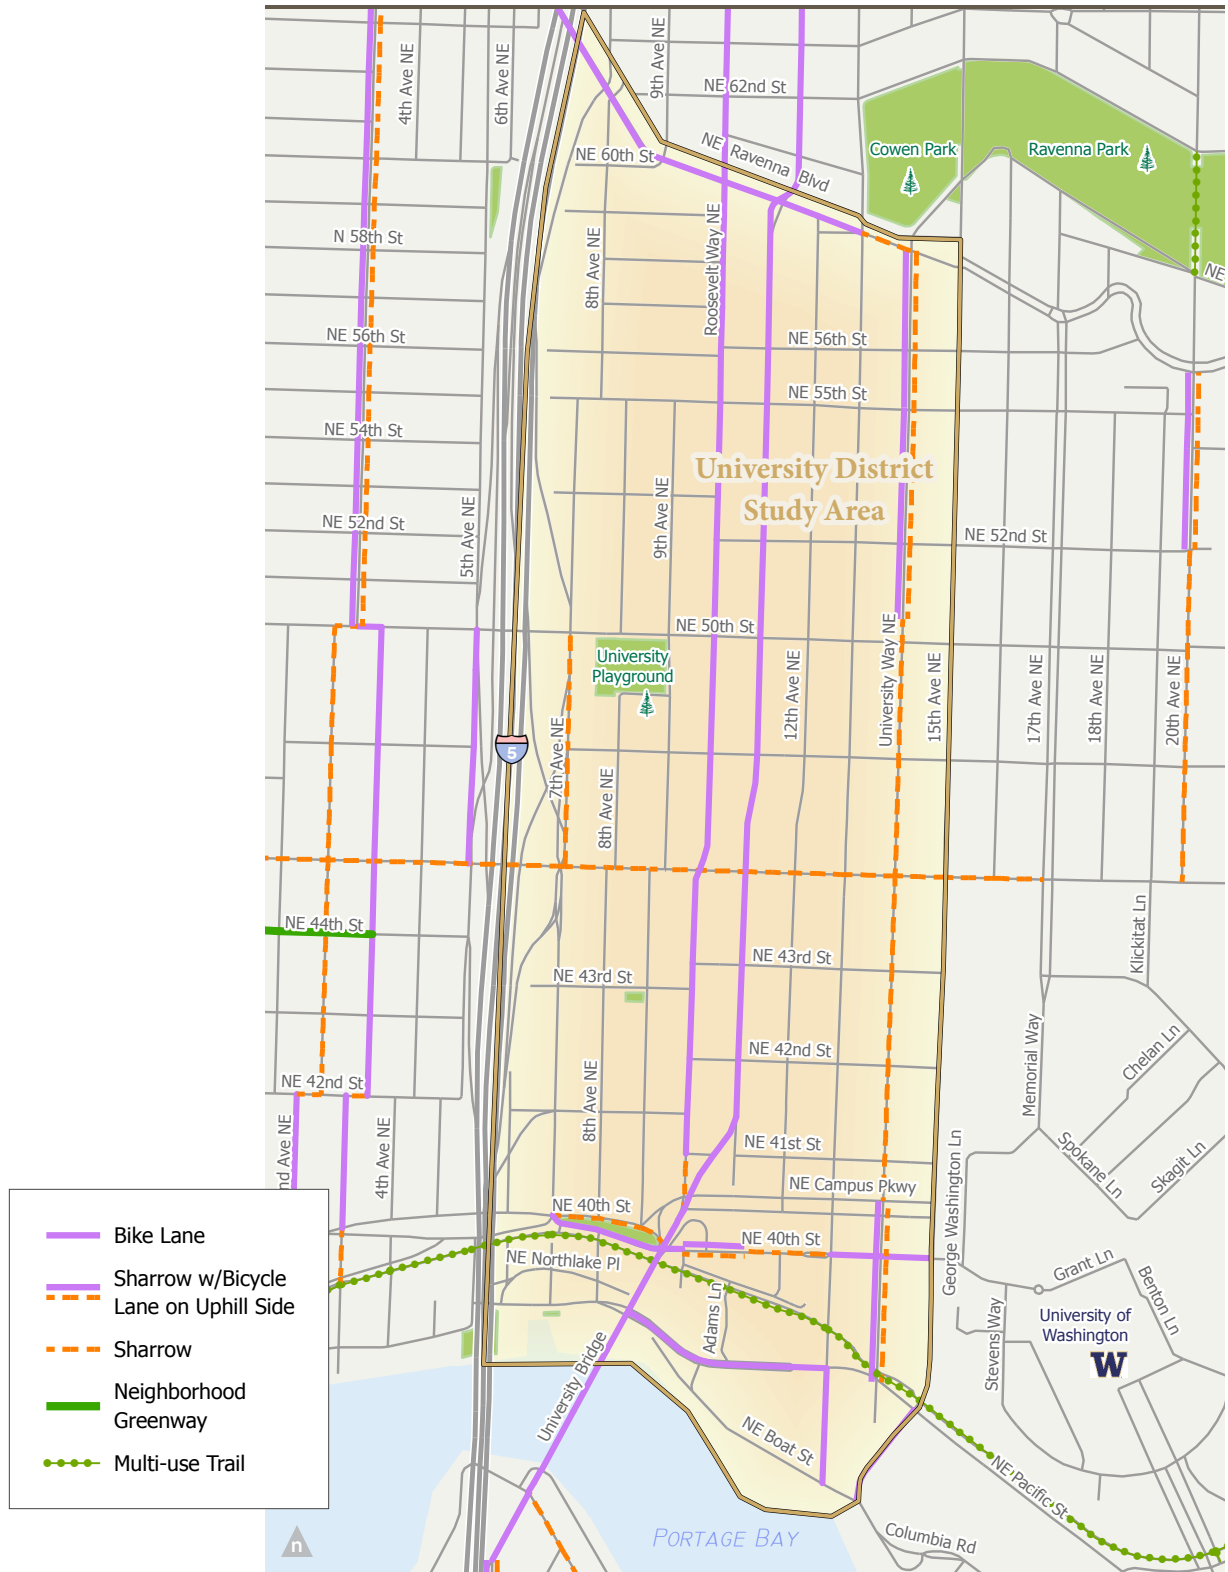 4th Ave NE
6th Ave NE
9th Ave NE
NE 62nd St
NE Ravenna Blvd
NE 60th St
Cowen Park
Ravenna Park
N 58th St
8th Ave NE
Roosevelt Way NE
NE
NE 56th St
NE 56th St
NE 55th St
NE 54th St
University District
Study Area
5th Ave NE
9th Ave NE
NE 52nd St
NE 52nd St
NE 50th St
University
Playground
12th Ave NE
University Way NE
15th Ave NE
17th Ave NE
18th Ave NE
20th Ave NE
5
7th Ave NE
8th Ave NE
NE 44th St
NE 43rd St
NE 43rd St
Klickitat Ln
NE 42nd St
NE 42nd St
Memorial Way
Chelan Ln
nd Ave NE
4th Ave NE
8th Ave NE
NE 41st St
George Washington Ln
Spokane Ln
Skagit Ln
NE Campus Pkwy
NE 40th St
NE 40th St
NE Northlake Pl
Adams Ln
Grant Ln
Benton Ln
Stevens Way
University of
Washington
W
University Bridge
NE Boat St
NE Pacific St
Columbia Rd
PORTAGE BAY
Bike Lane
Sharrow w/Bicycle
Lane on Uphill Side
Sharrow
Neighborhood
Greenway
Multi-use Trail
n